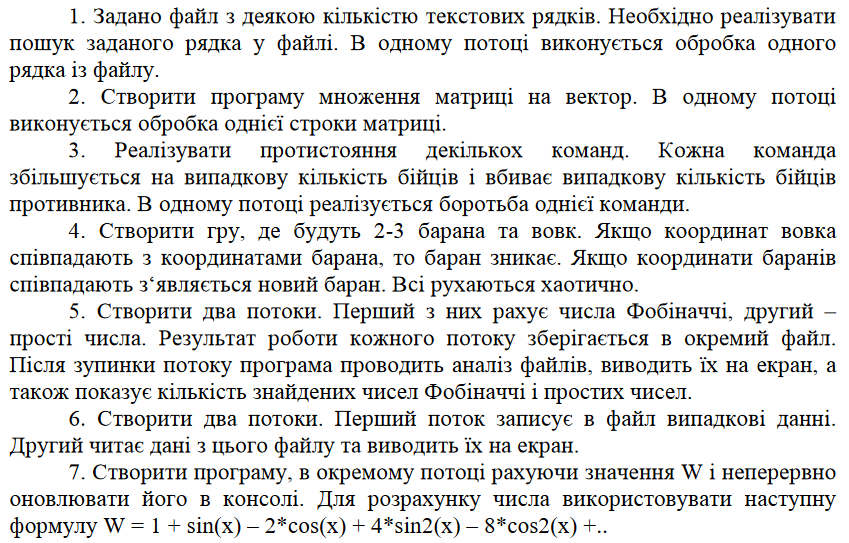 1. Задано файл з деякою кількістю текстових рядків. Необхідно реалізувати
пошук заданого рядка у файлі. В одному потоці виконується обробка одного
рядка із файлу.
2. Створити програму множення матриці на вектор. В одному потоці
виконується обробка однієї строки матриці.
3. Реалізувати протистояння декількох команд. Кожна команда
збільшується на випадкову кількість бійців і вбиває випадкову кількість бійців
противника. В одному потоці реалізується боротьба однієї команди.
4. Створити гру, де будуть 2-3 барана та вовк. Якщо координат вовка
співпадають з координатами барана, то баран зникає. Якщо координати баранів
співпадають з‘являється новий баран. Всі рухаються хаотично.
5. Створити два потоки. Перший з них рахує числа Фобіначчі, другий –
прості числа. Результат роботи кожного потоку зберігається в окремий файл.
Після зупинки потоку програма проводить аналіз файлів, виводить їх на екран, а
також показує кількість знайдених чисел Фобіначчі і простих чисел.
6. Створити два потоки. Перший поток записує в файл випадкові данні.
Другий читає дані з цього файлу та виводить їх на екран.
7. Створити програму, в окремому потоці рахуючи значення W і неперервно
оновлювати його в консолі. Для розрахунку числа використовувати наступну
формулу W = 1 + sin(x) – 2*cos(x) + 4*sin2(x) – 8*cos2(x) +..